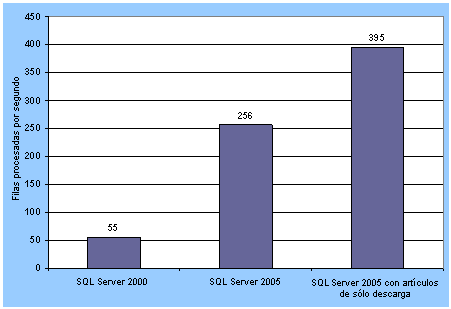 450
400
350
300
250
200
150
100
50
0
Filas procesadas por segundo
55
256
395
SQL Server 2000
SQL Server 2005
SQL Server 2005 con artículos
de sólo descarga